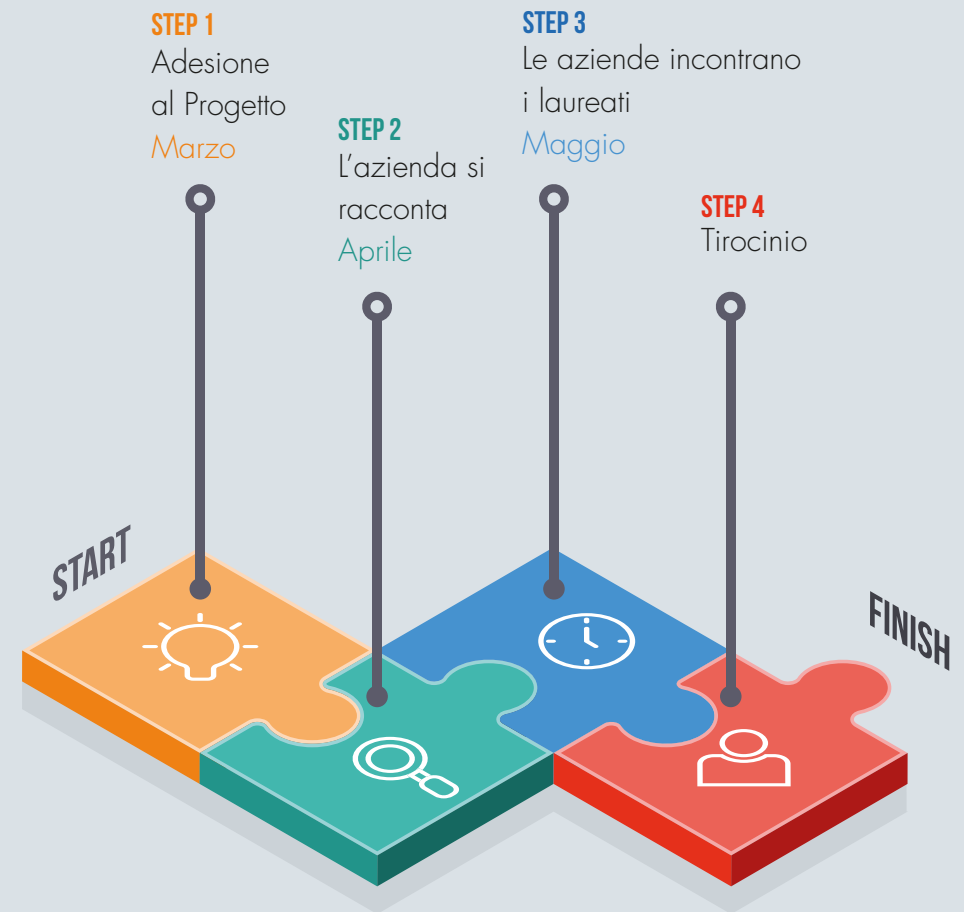 STEP 1
Adesione
al Progetto
Marzo
STEP 2
L'azienda si
racconta
Aprile
STEP 3
Le aziende incontrano
i laureati
Maggio
STEP 4
Tirocinio
START
FINISH